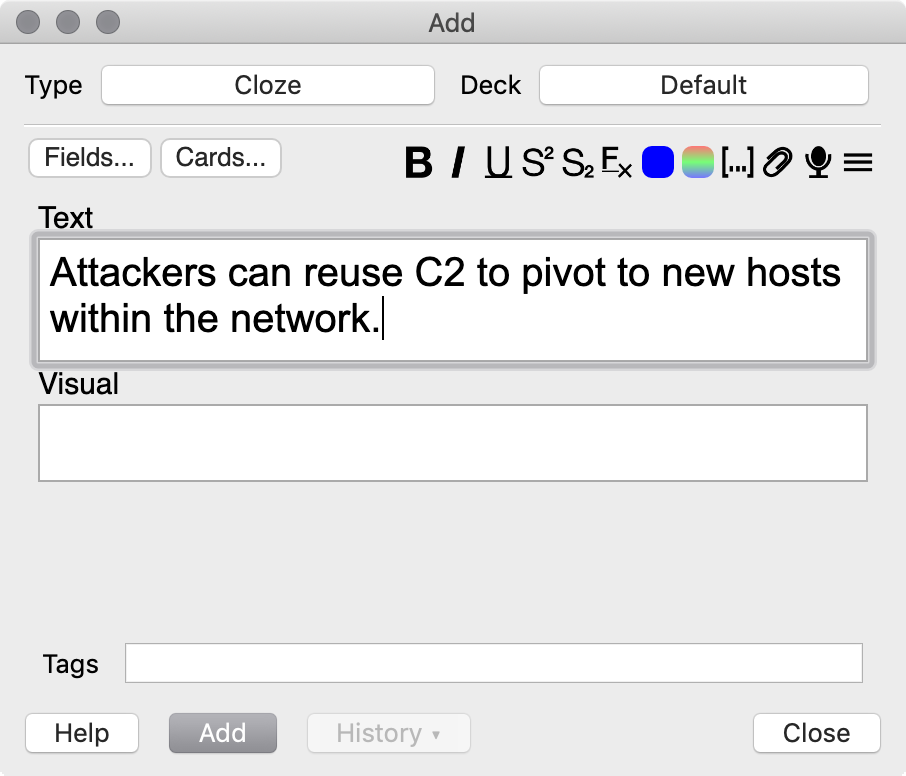 Add
Type Cloze Deck Default
Fields... Cards... B I U S² S₂ Fx [...]
Text
Attackers can reuse C2 to pivot to new hosts
within the network.
Visual
Tags
Help Add History ▾ Close